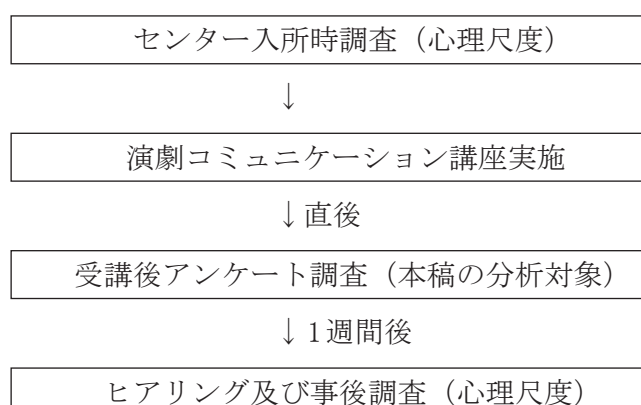 センター入所時調査（心理尺度）
↓
演劇コミュニケーション講座実施
↓直後
受講後アンケート調査（本稿の分析対象）
↓1週間後
ヒアリング及び事後調査（心理尺度）